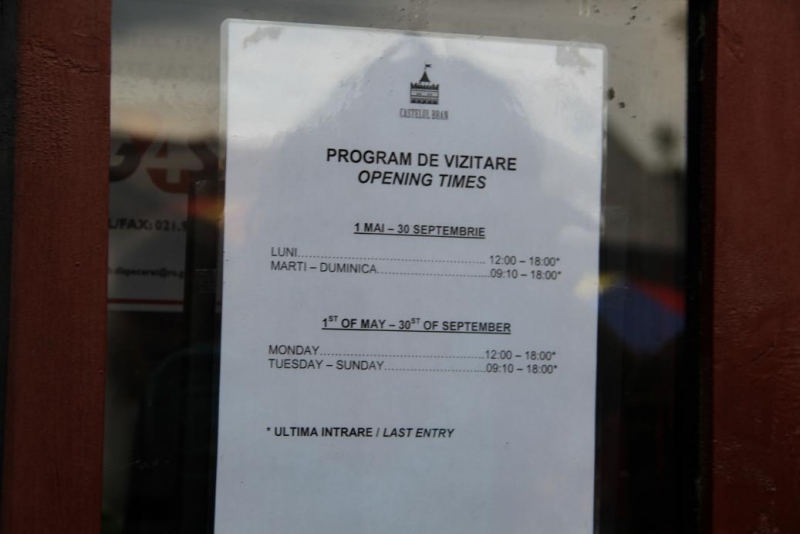 CASTELUL BRAN
PROGRAM DE VIZITARE
OPENING TIMES
1 MAI – 30 SEPTEMBRIE
LUNI.................................................. 12:00 – 18:00*
MARTI – DUMINICA..............................09:10 – 18:00*
1ST OF MAY – 30ST OF SEPTEMBER
MONDAY.............................................12:00 – 18:00*
TUESDAY – SUNDAY............................09:10 – 18:00*
* ULTIMA INTRARE / LAST ENTRY
/FAX: 021.